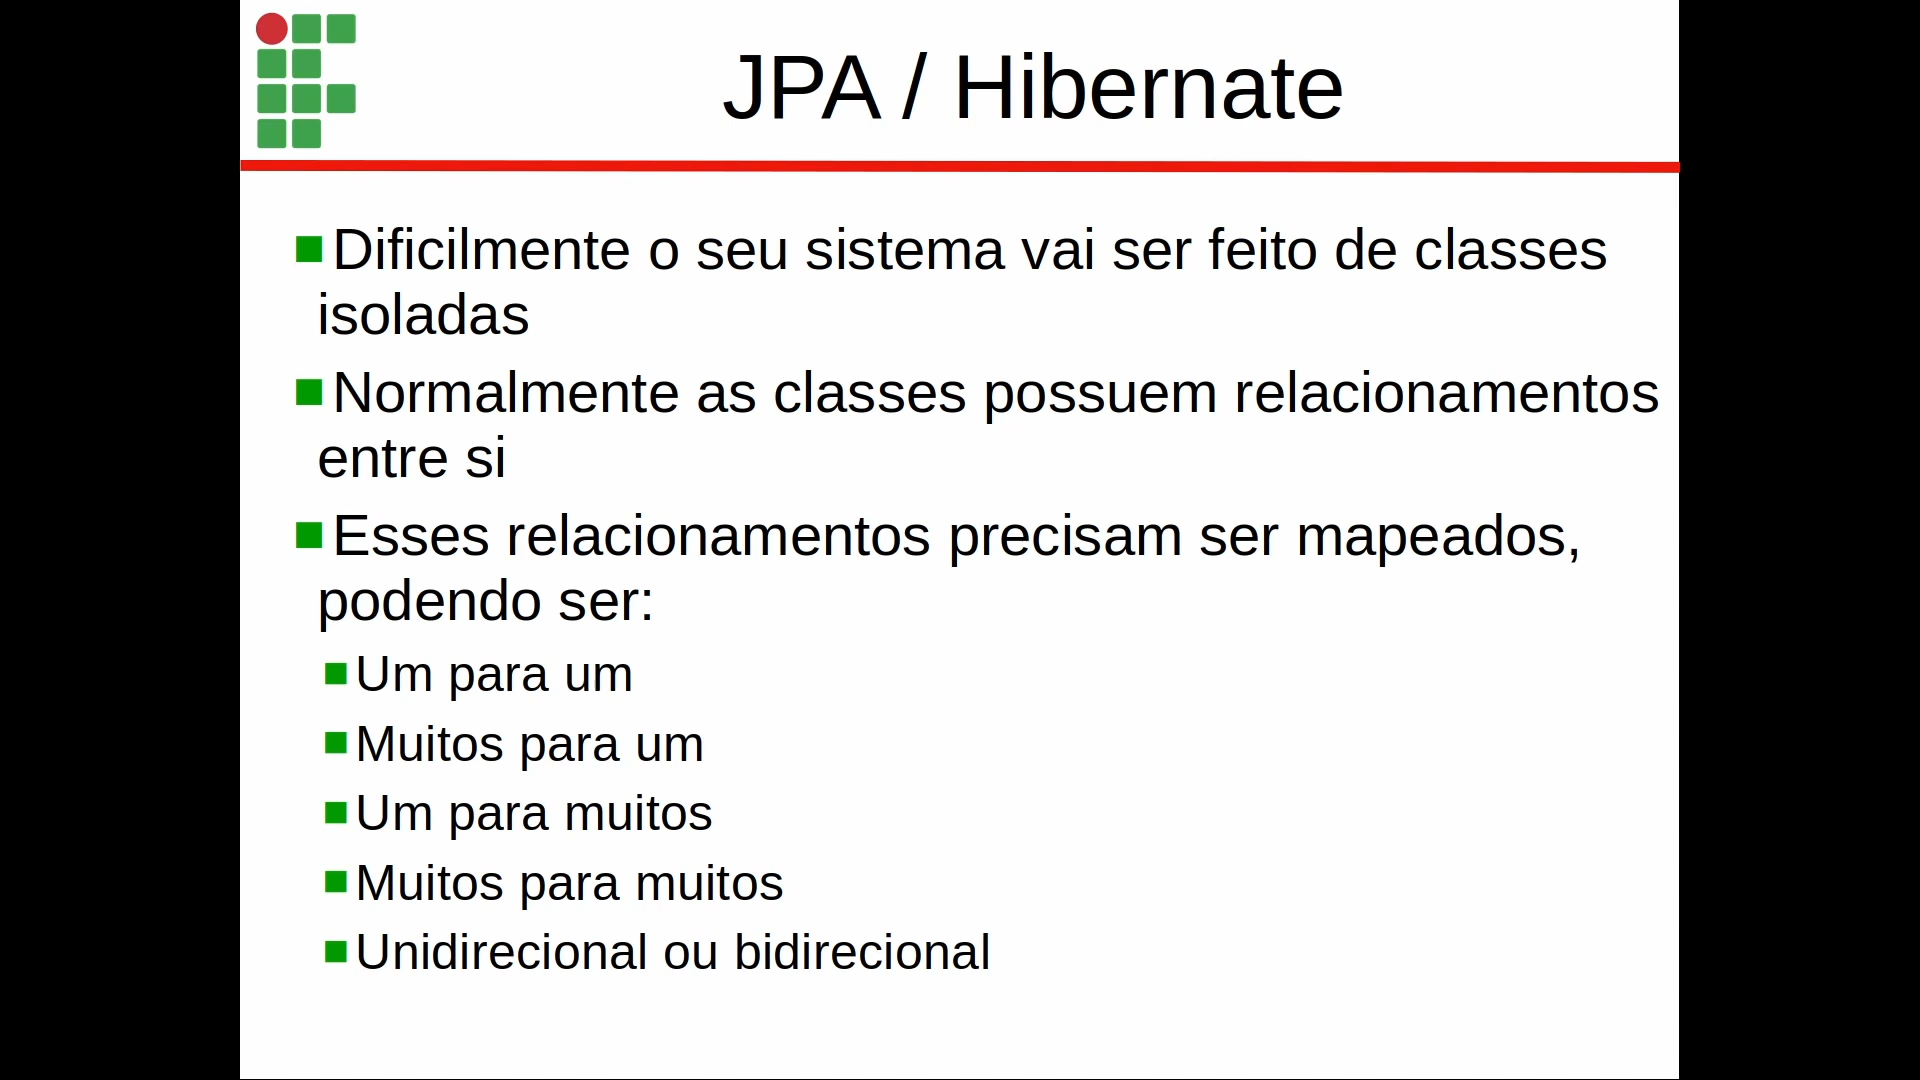 JPA / Hibernate
Dificilmente o seu sistema vai ser feito de classes
isoladas
Normalmente as classes possuem relacionamentos
entre si
Esses relacionamentos precisam ser mapeados,
podendo ser:
Um para um
Muitos para um
Um para muitos
Muitos para muitos
Unidirecional ou bidirecional